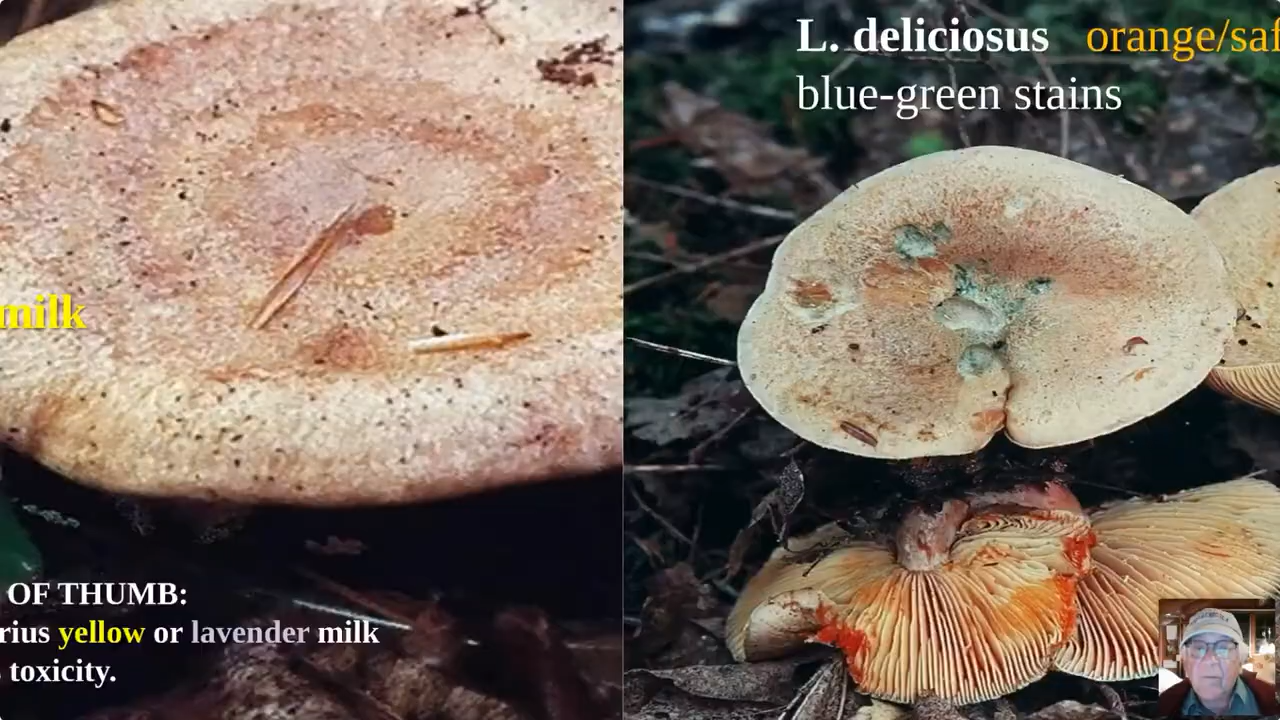 milk
OF THUMB:
rius yellow or lavender milk
toxicity.
L. deliciosus orange/saf
blue-green stains